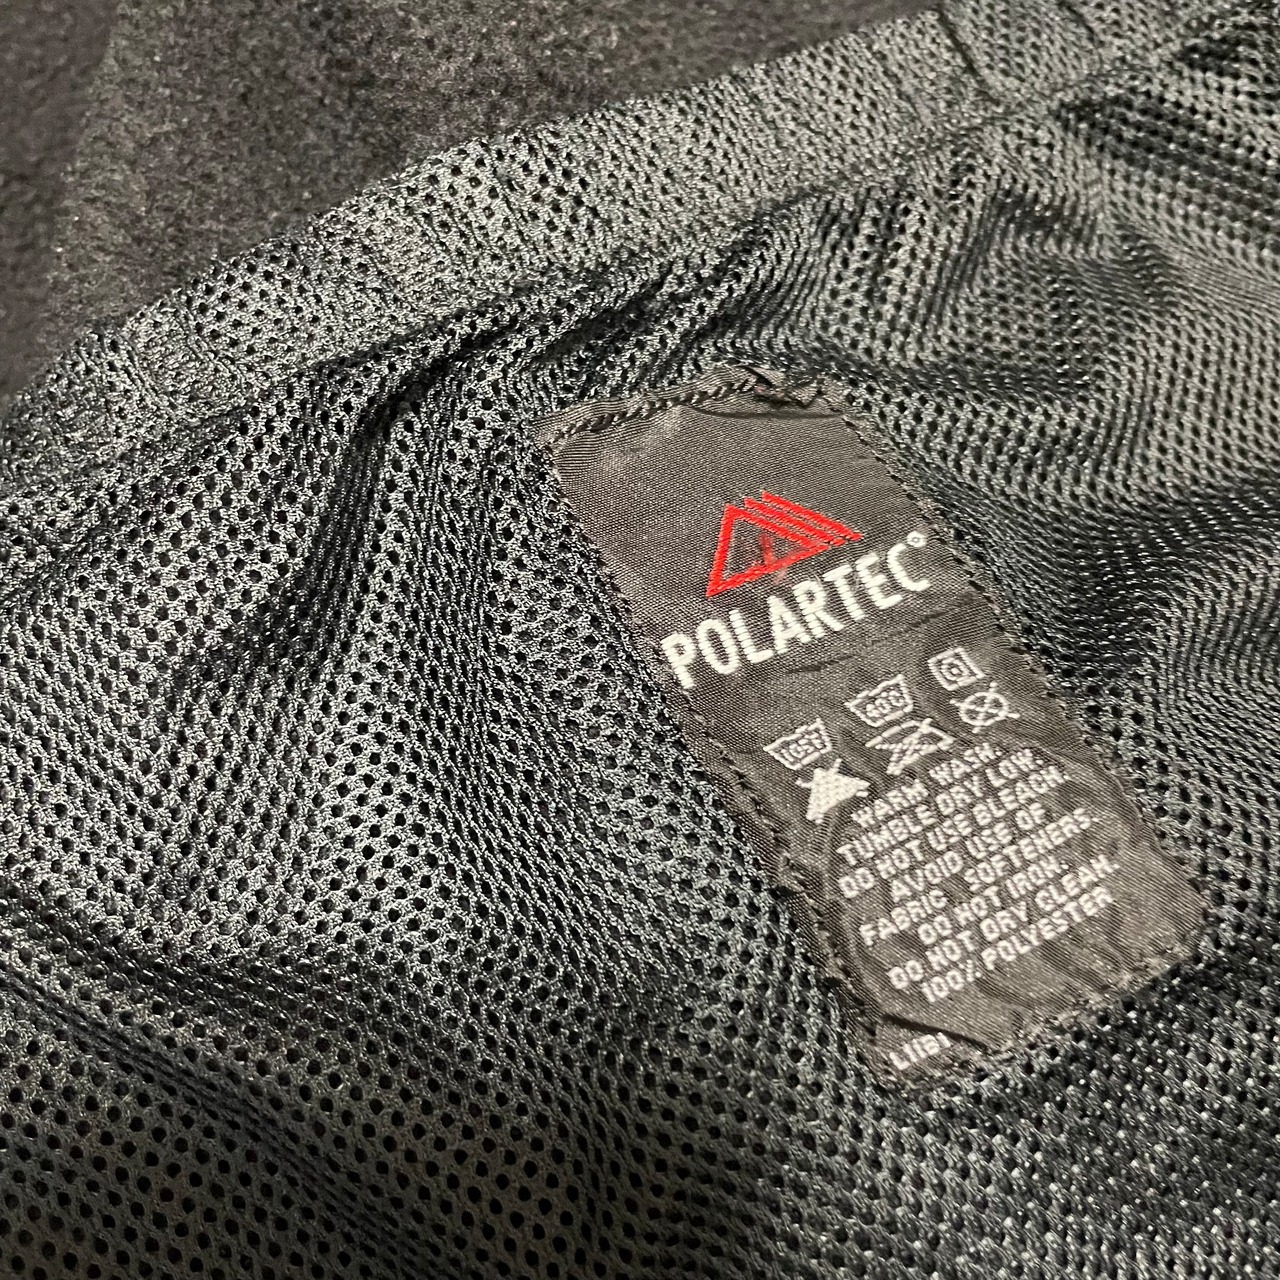 POLARTEC®
WARM WASH.
TUMBLE DRY LOW.
DO NOT USE BLEACH.
AVOID USE OF
FABRIC SOFTENERS.
DO NOT IRON.
DO NOT DRY CLEAN.
100% POLYESTER